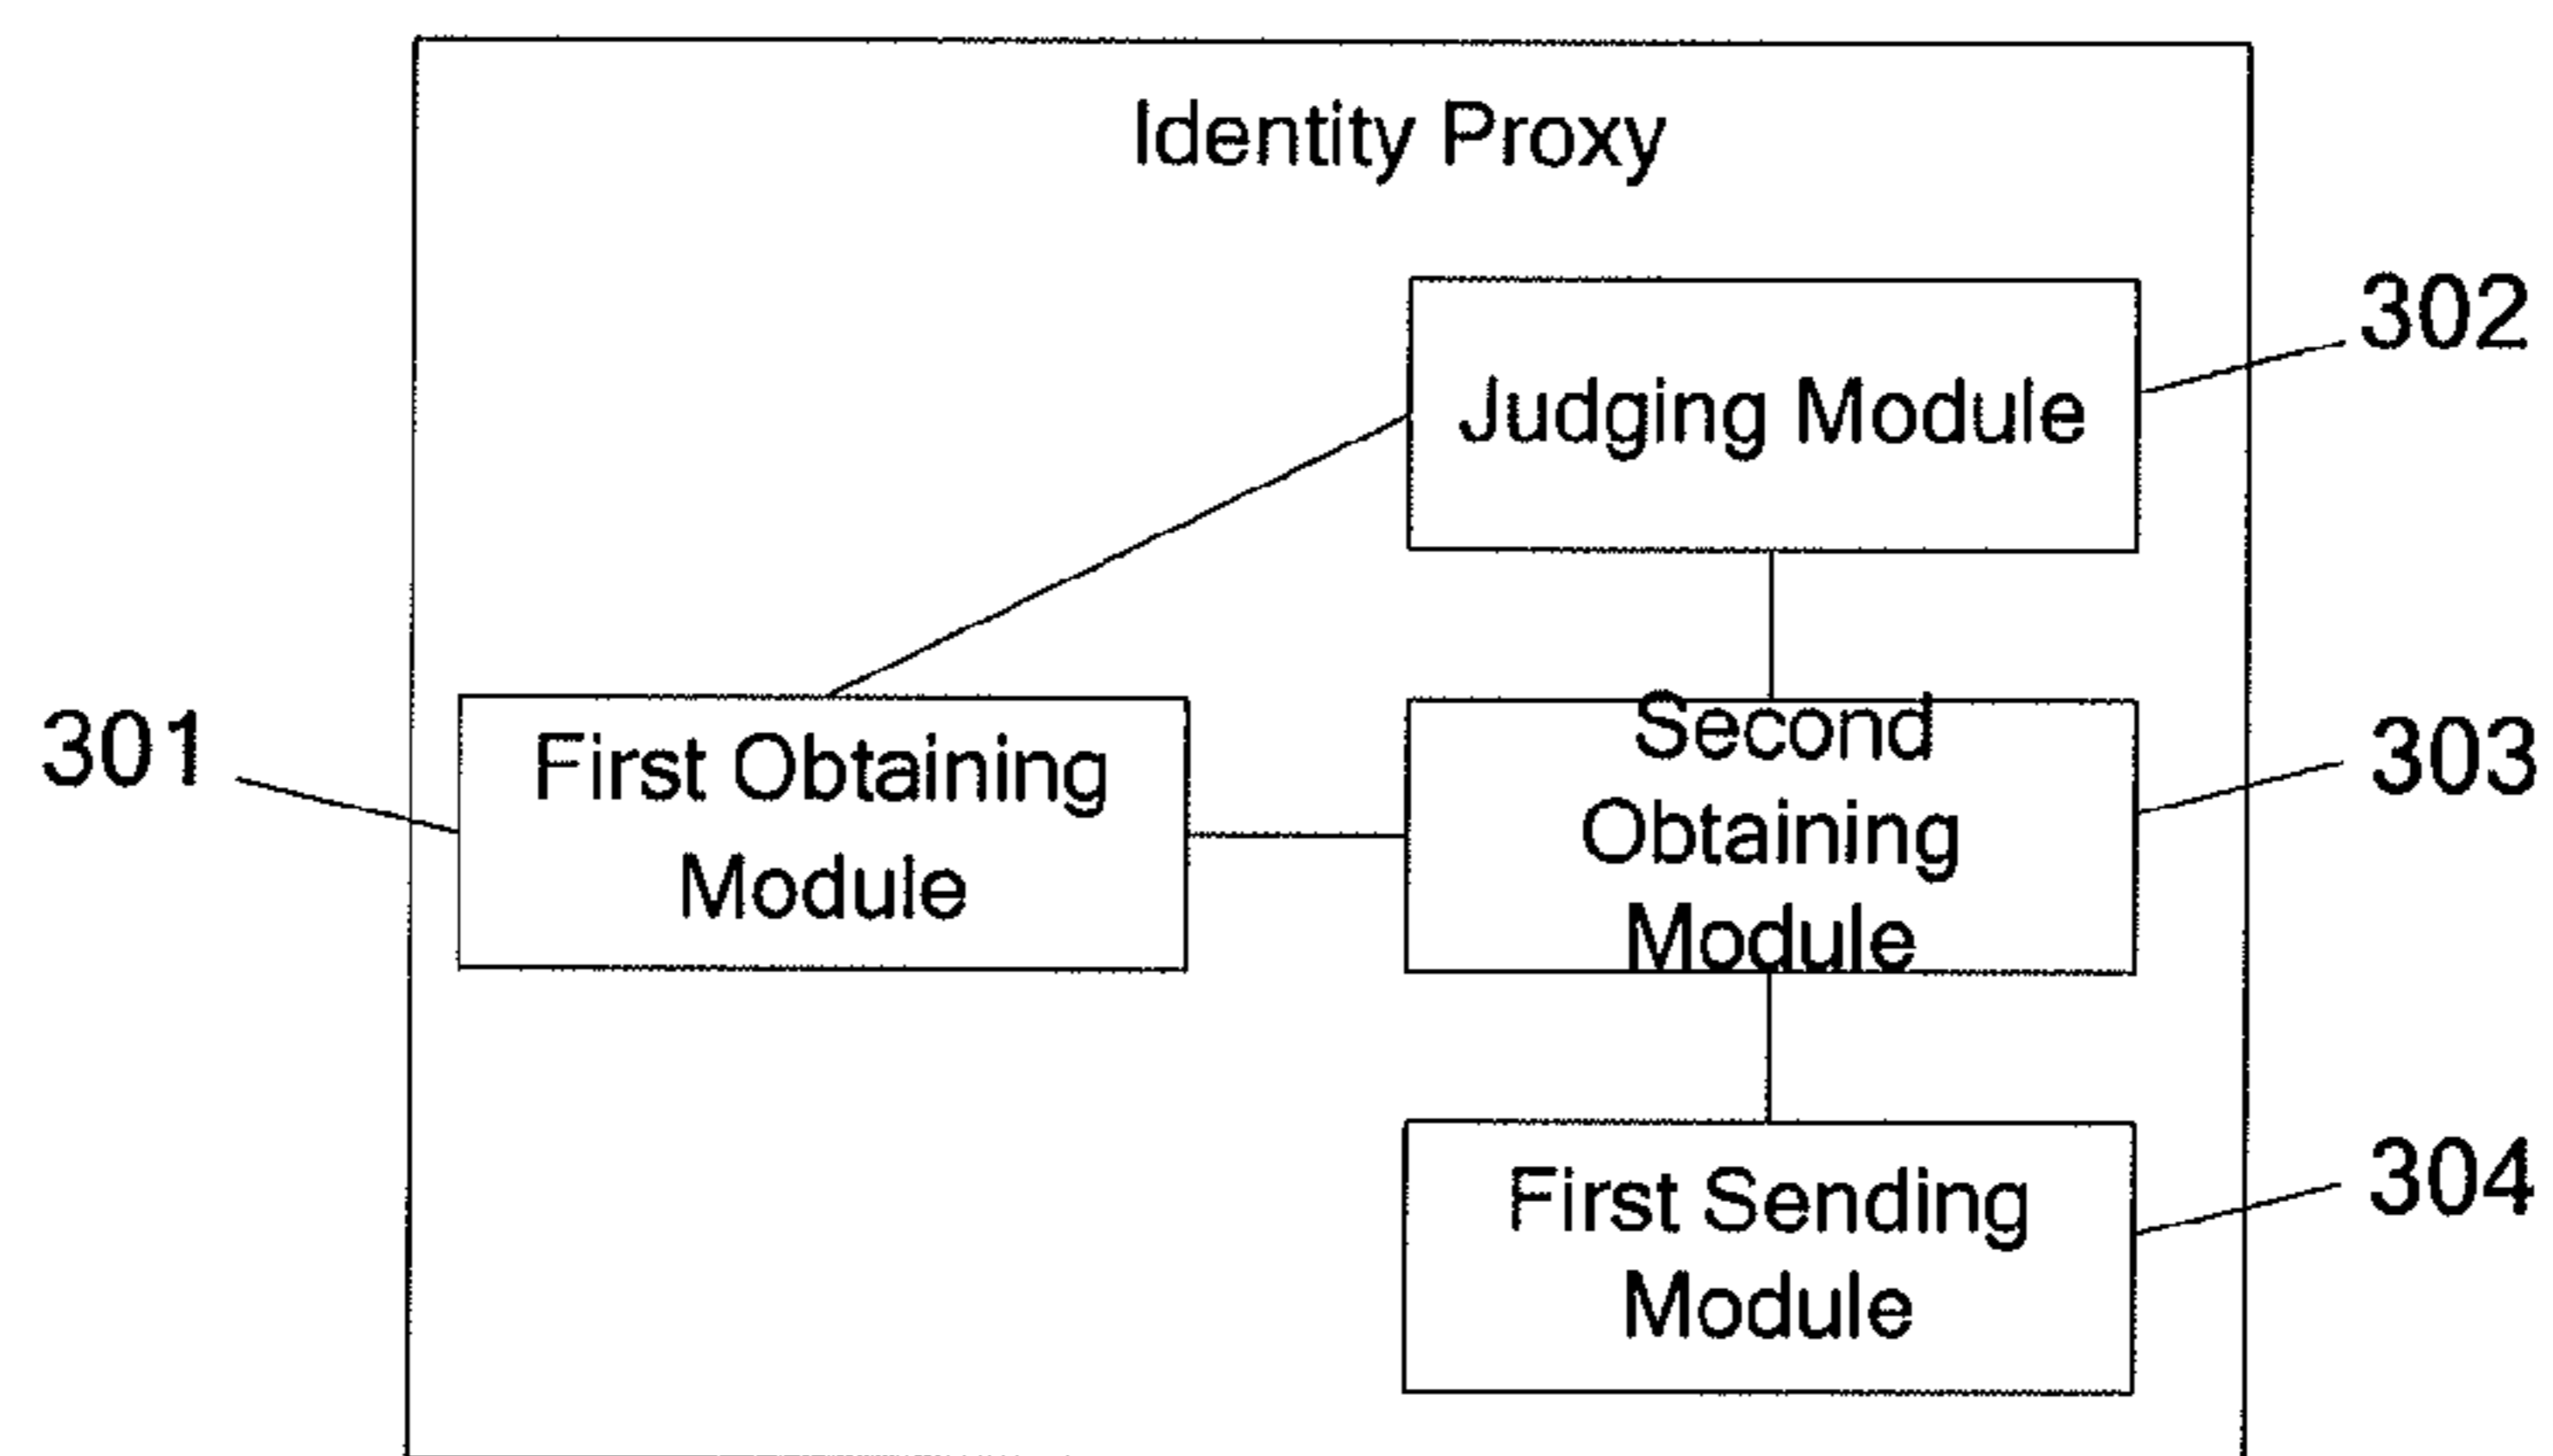 Identity Proxy
302
Judging Module
301
First Obtaining
Module
Second
Obtaining
Module
303
First Sending
Module
304